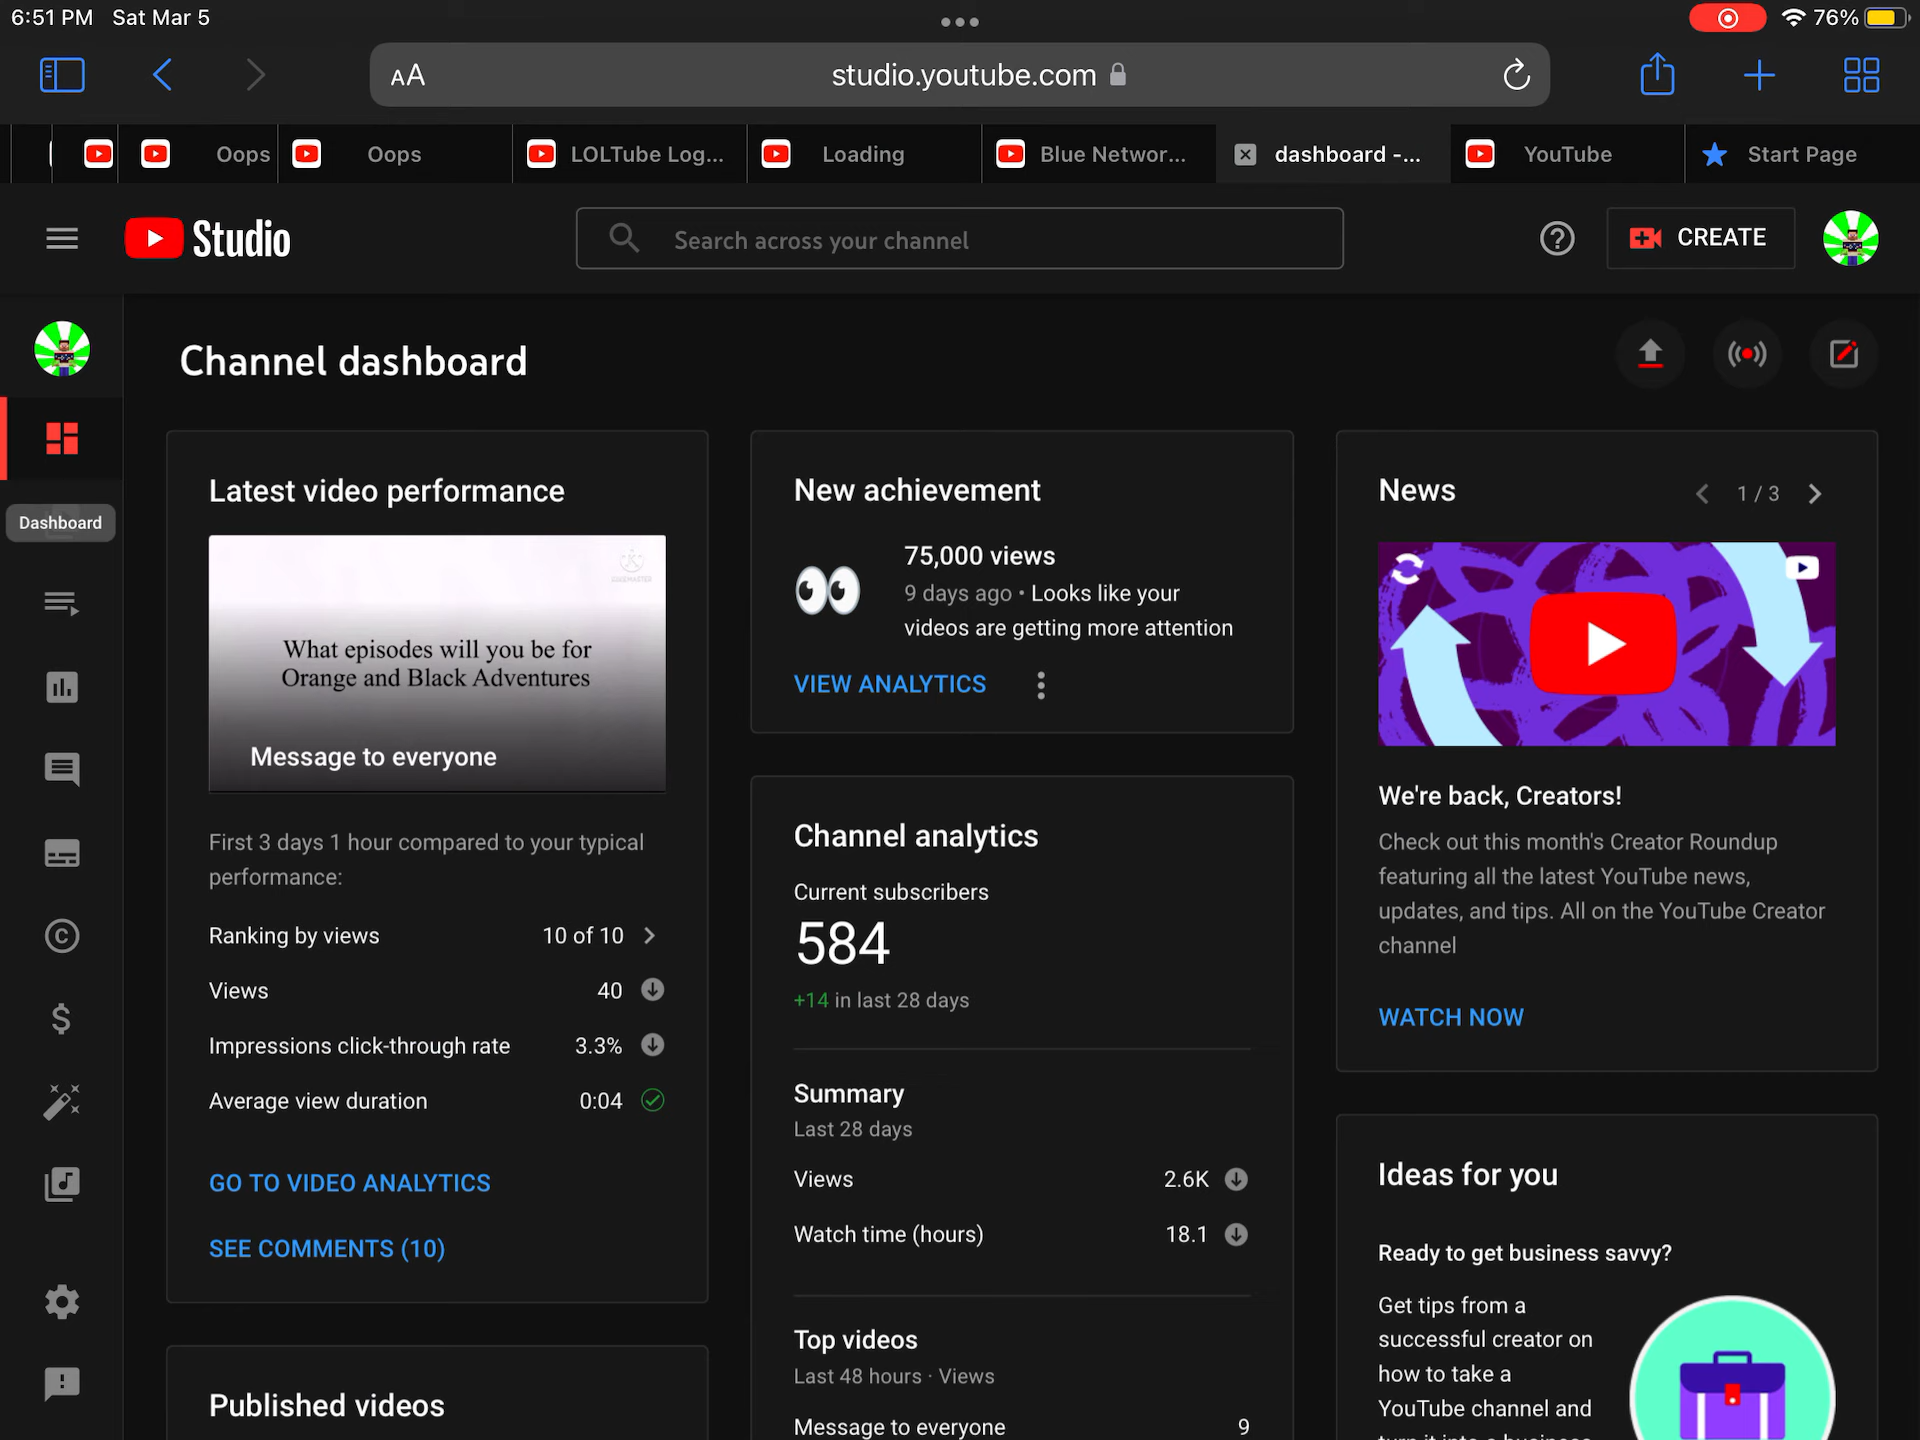 6:51 PM Sat Mar 5
76%
AA
studio.youtube.com
Oops
Oops
LOLTube Log...
Loading
Blue Networ...
dashboard -...
YouTube
Start Page
Studio
Search across your channel
CREATE
Channel dashboard
Dashboard
Latest video performance
What episodes will you be for
Orange and Black Adventures
Message to everyone
First 3 days 1 hour compared to your typical
performance:
Ranking by views 10 of 10
Views 40
Impressions click-through rate 3.3%
Average view duration 0:04
GO TO VIDEO ANALYTICS
SEE COMMENTS (10)
Published videos
New achievement
75,000 views
9 days ago • Looks like your
videos are getting more attention
VIEW ANALYTICS
Channel analytics
Current subscribers
584
+14 in last 28 days
Summary
Last 28 days
Views 2.6K
Watch time (hours) 18.1
Top videos
Last 48 hours · Views
Message to everyone 9
News
1 / 3
We're back, Creators!
Check out this month's Creator Roundup
featuring all the latest YouTube news,
updates, and tips. All on the YouTube Creator
channel
WATCH NOW
Ideas for you
Ready to get business savvy?
Get tips from a
successful creator on
how to take a
YouTube channel and